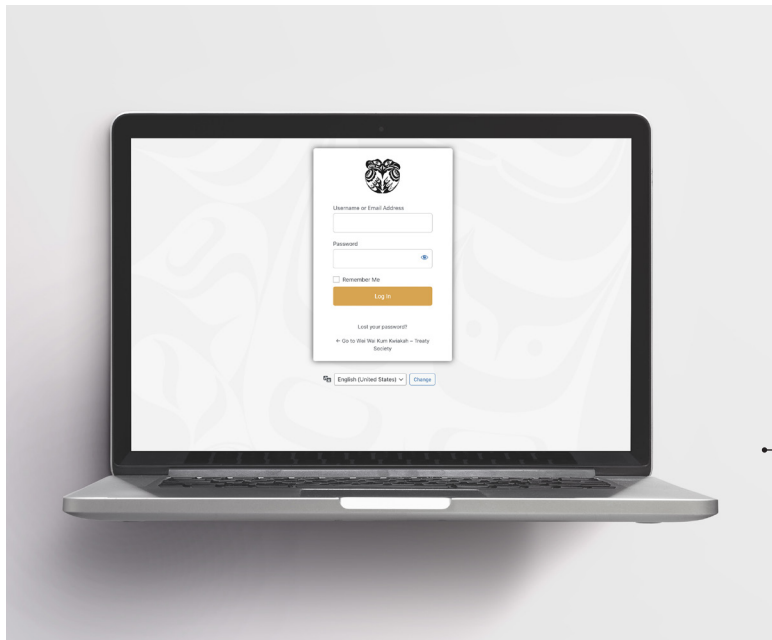 Username or Email Address
Password
Remember Me
Log In
Lost your password?
← Go to Wei Wai Kum Kwiakah – Treaty
Society
English (United States)
Change